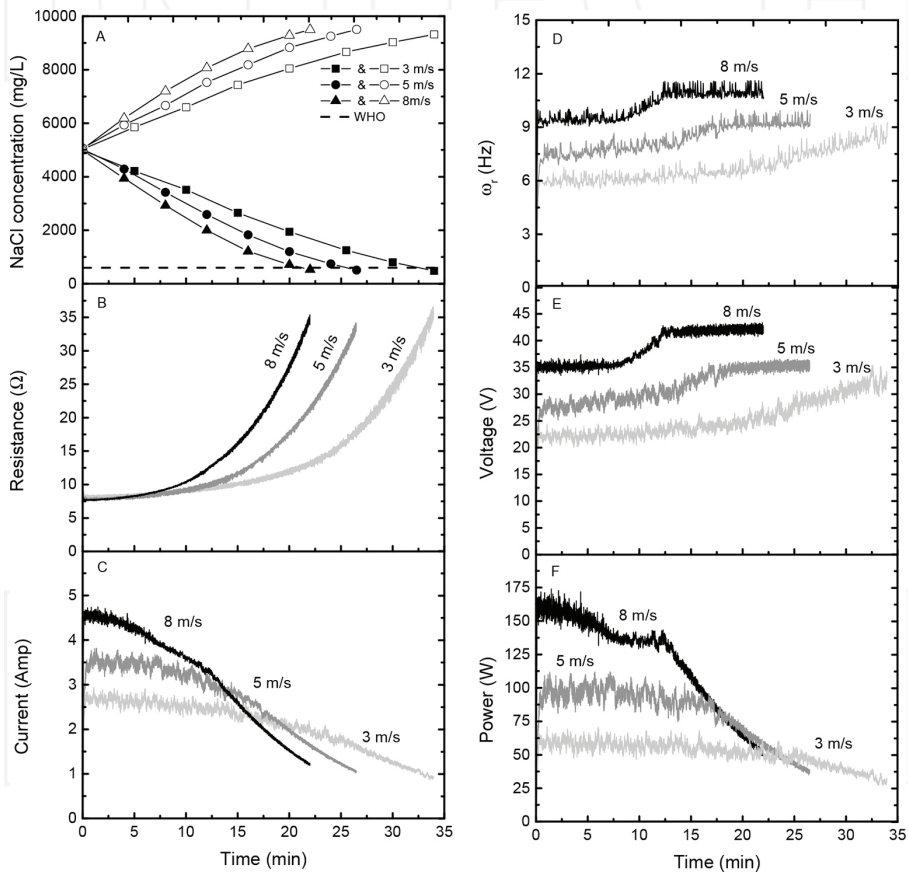 A
NaCl concentration (mg/L)
10000
8000
6000
4000
2000
0
& 3 m/s
& 5 m/s
& 8m/s
WHO
B
Resistance (Ω)
35
30
25
20
15
10
5
0
8 m/s
5 m/s
3 m/s
C
Current (Amp)
5
4
3
2
1
0
8 m/s
5 m/s
3 m/s
0 5 10 15 20 25 30 35
Time (min)
D
ωr (Hz)
15
12
9
6
3
0
8 m/s
5 m/s
3 m/s
E
Voltage (V)
50
45
40
35
30
25
20
15
10
5
0
8 m/s
5 m/s
3 m/s
F
Power (W)
175
150
125
100
75
50
25
0
8 m/s
5 m/s
3 m/s
0 5 10 15 20 25 30 35
Time (min)